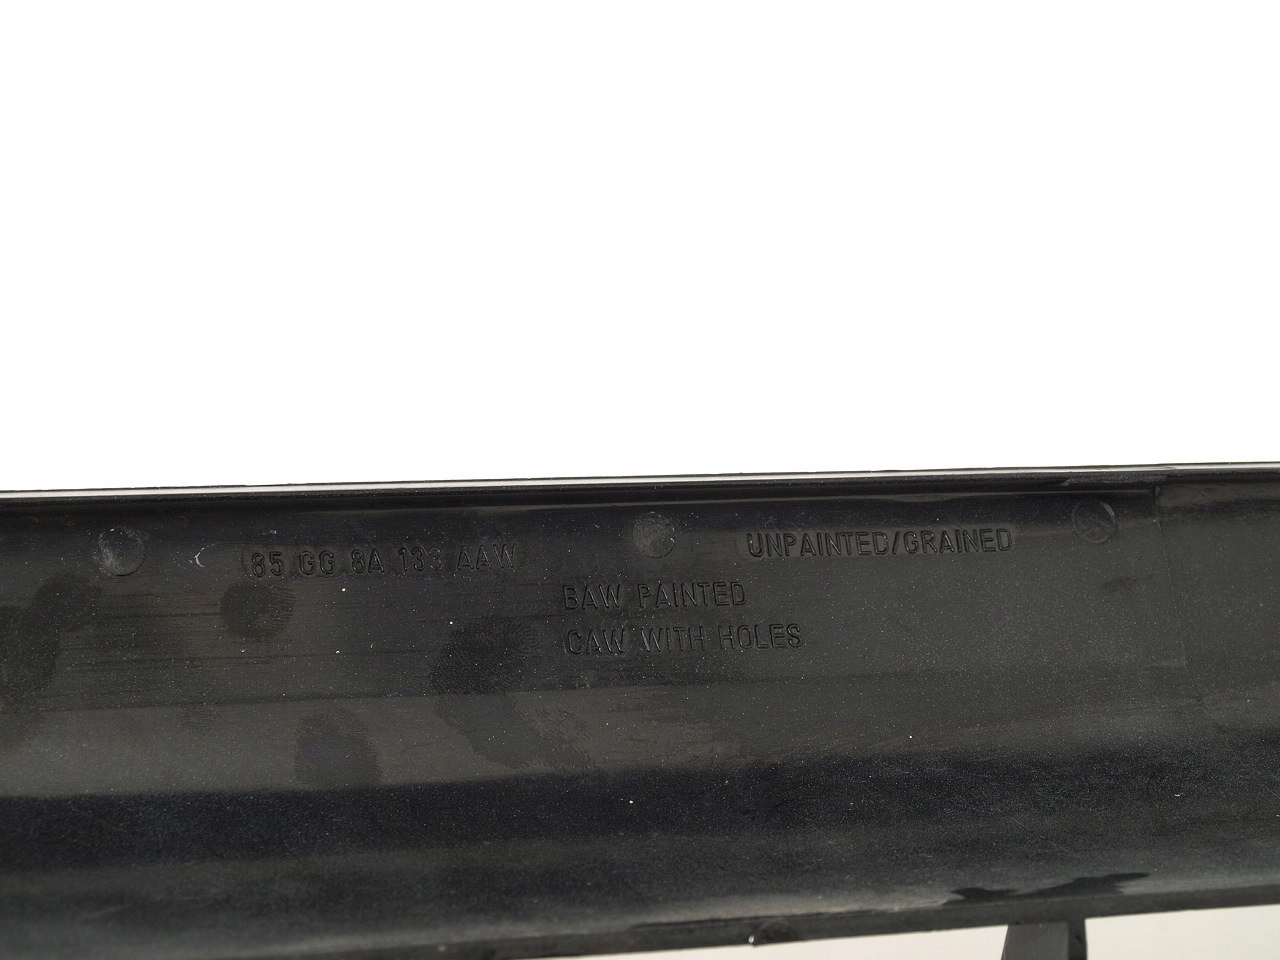 85 GG 8A 133 AAW UNPAINTED/GRAINED
BAW PAINTED
CAW WITH HOLES